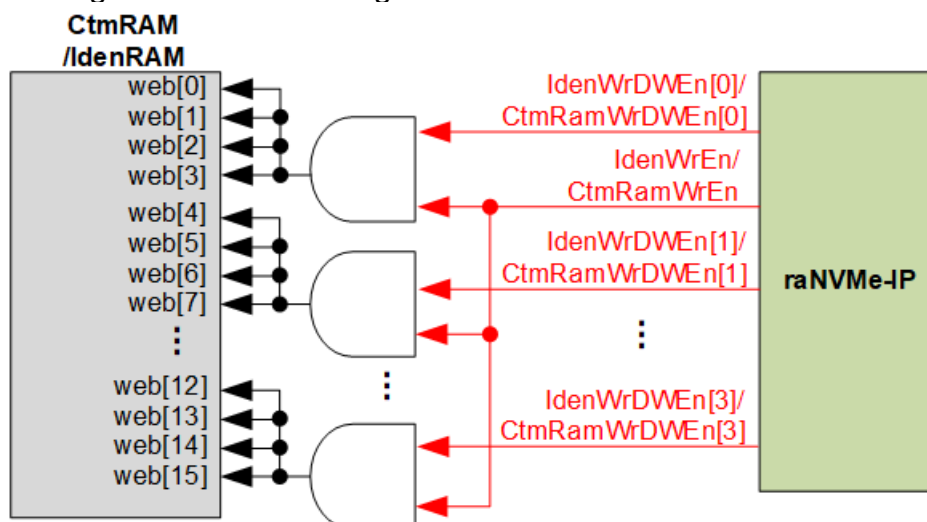 CtmRAM
/IdenRAM
web[0]
web[1]
web[2]
web[3]
web[4]
web[5]
web[6]
web[7]
web[12]
web[13]
web[14]
web[15]
IdenWrDWEn[0]/
CtmRamWrDWEn[0]
IdenWrEn/
CtmRamWrEn
IdenWrDWEn[1]/
CtmRamWrDWEn[1]
IdenWrDWEn[3]/
CtmRamWrDWEn[3]
raNVMe-IP